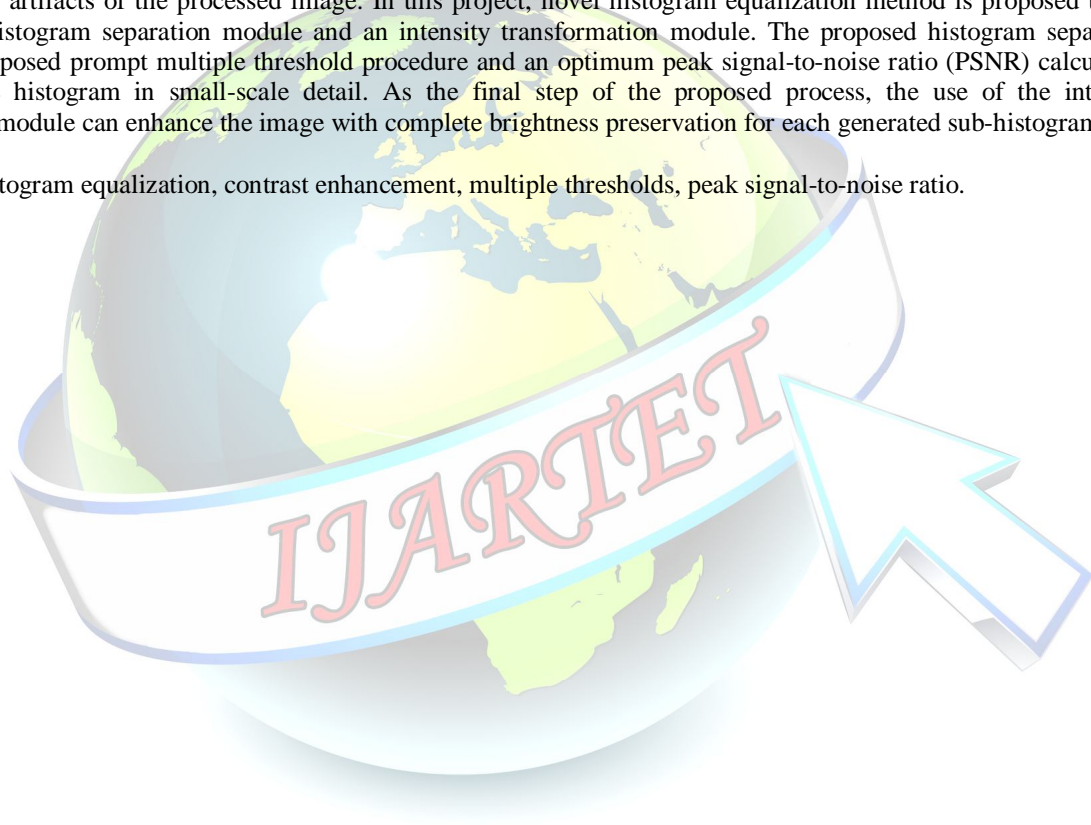 artifacts of the processed image. In this project, novel histogram equalization method is proposed
istogram separation module and an intensity transformation module. The proposed histogram sepa
posed prompt multiple threshold procedure and an optimum peak signal-to-noise ratio (PSNR) calcu
histogram in small-scale detail. As the final step of the proposed process, the use of the int
module can enhance the image with complete brightness preservation for each generated sub-histogram
togram equalization, contrast enhancement, multiple thresholds, peak signal-to-noise ratio.
IJARTET